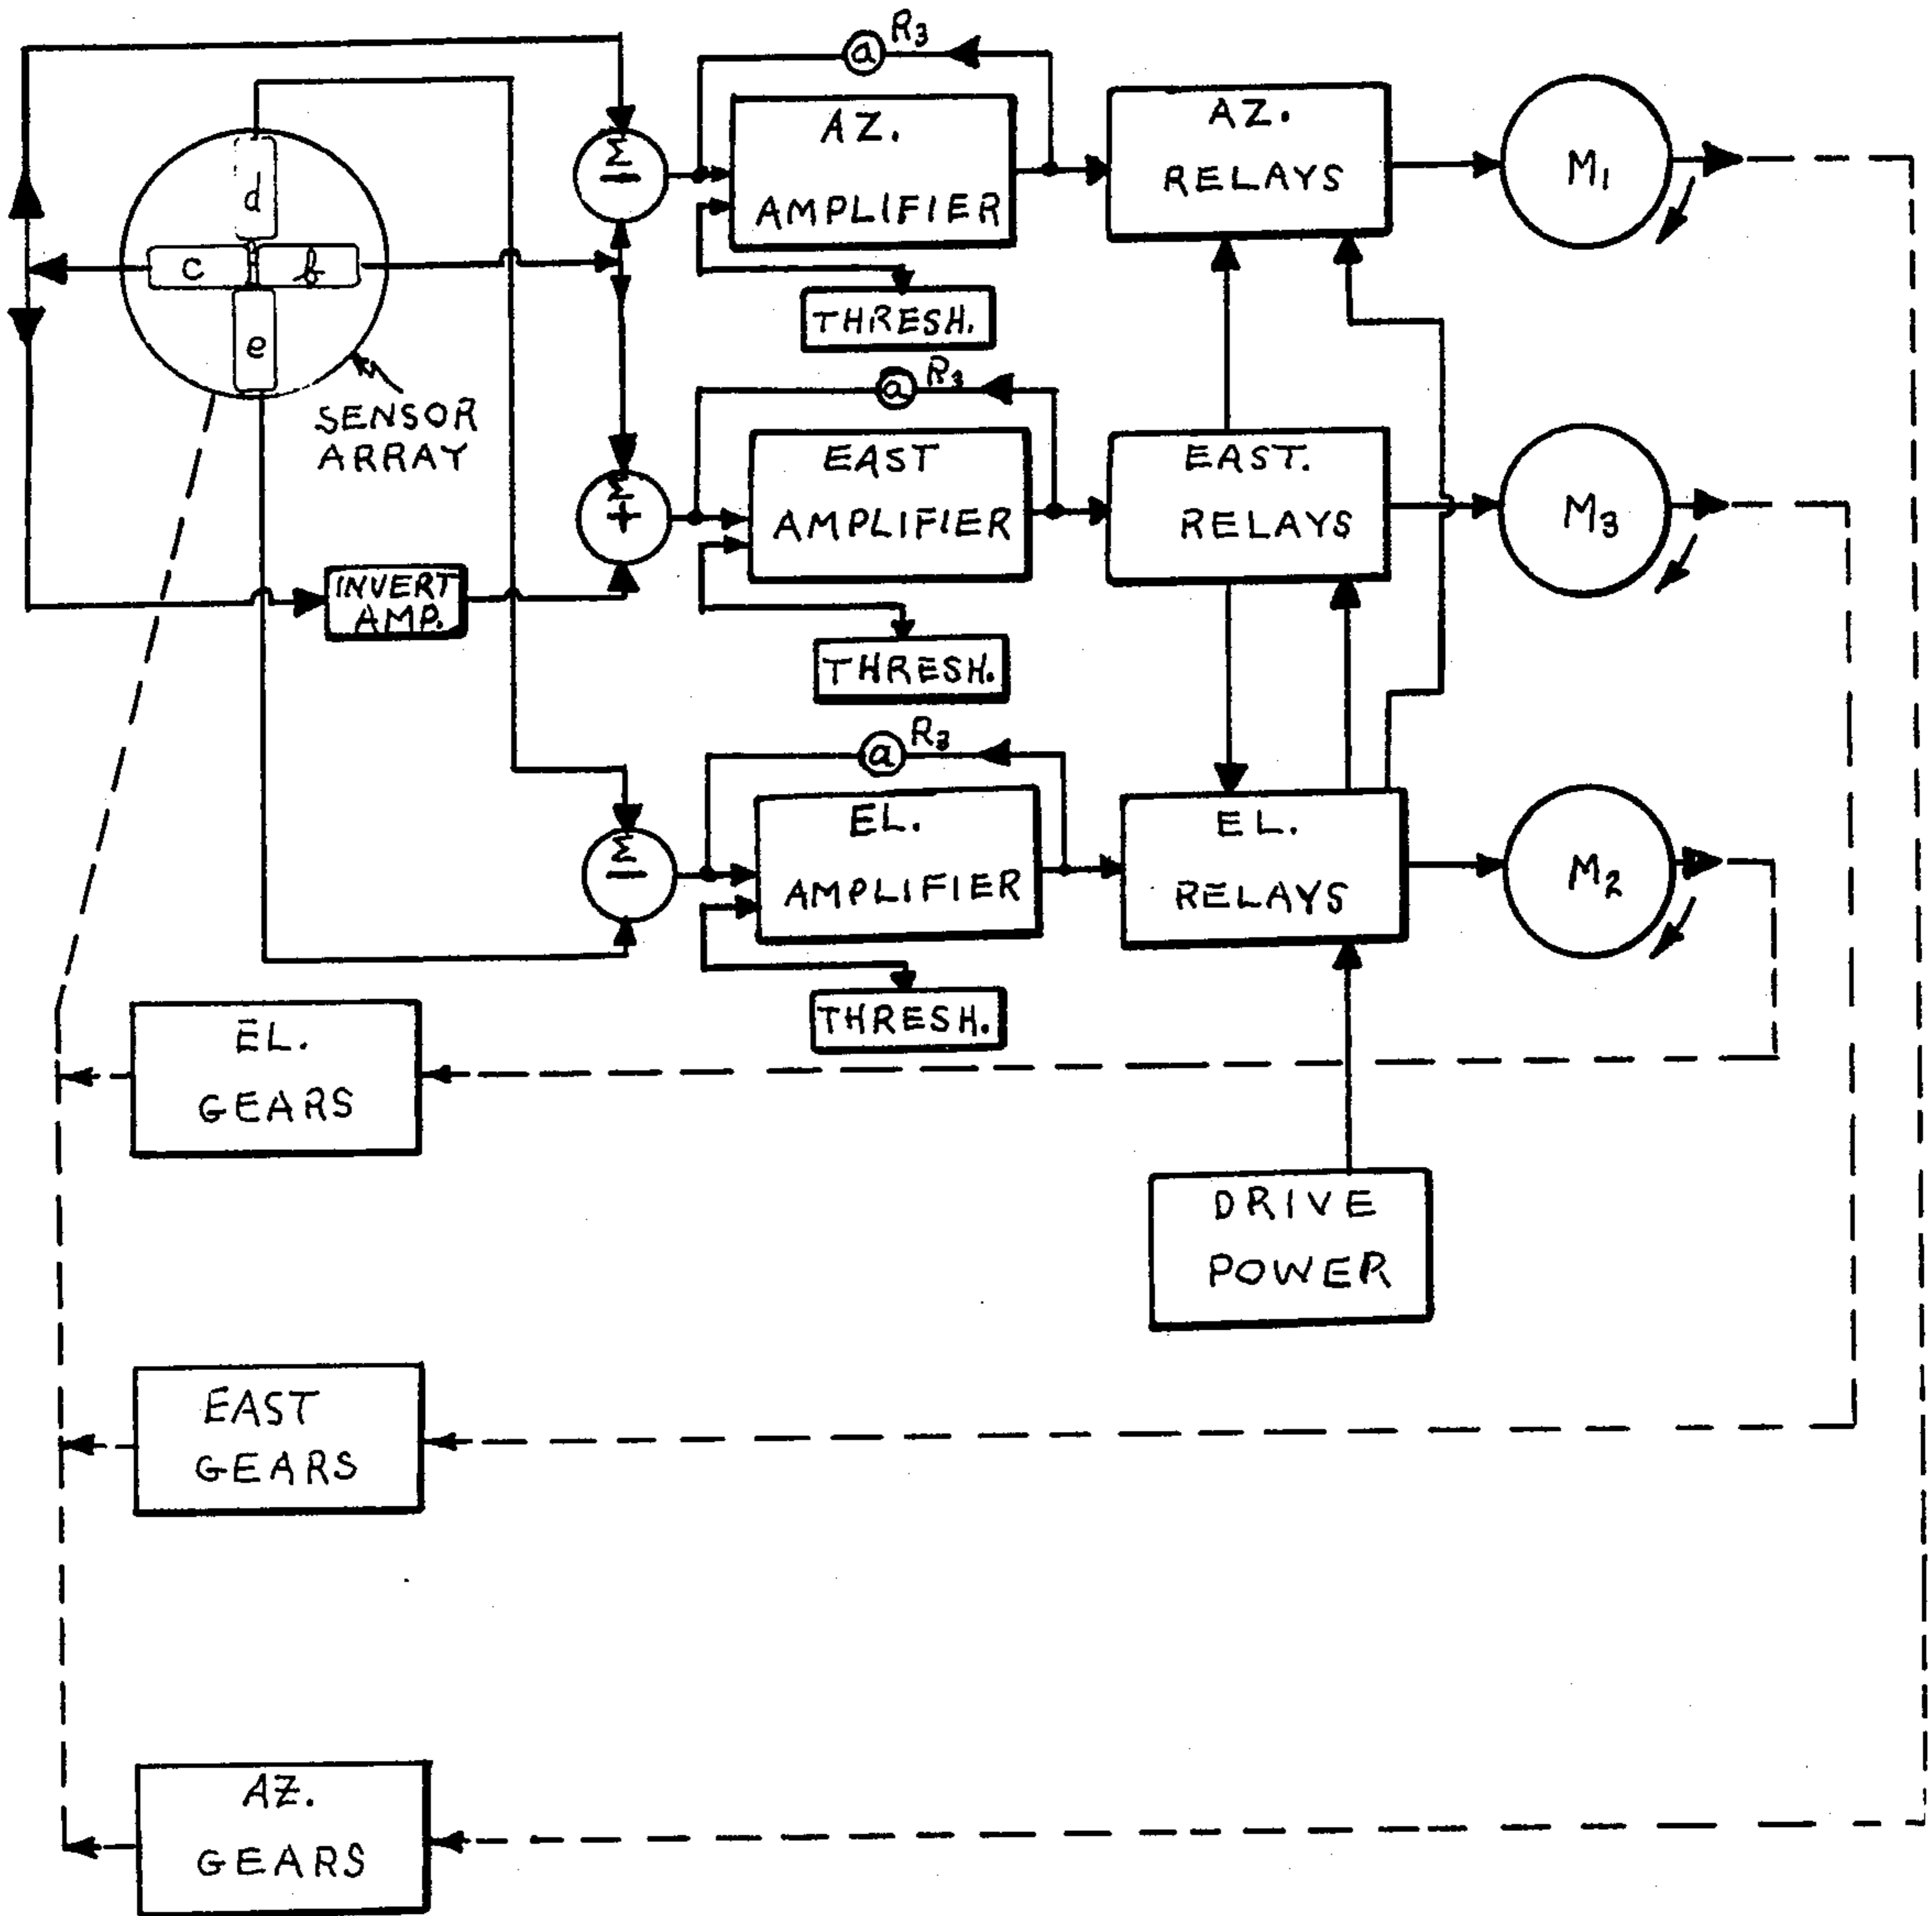 R3
a
AZ.
AMPLIFIER
AZ.
RELAYS
M1
Σ
−
d
c
b
e
THRESH.
SENSOR
ARRAY
R3
a
EAST
AMPLIFIER
EAST.
RELAYS
M3
Σ
+
INVERT
AMP.
THRESH.
R3
a
EL.
AMPLIFIER
EL.
RELAYS
M2
Σ
−
THRESH.
EL.
GEARS
DRIVE
POWER
EAST
GEARS
AZ.
GEARS